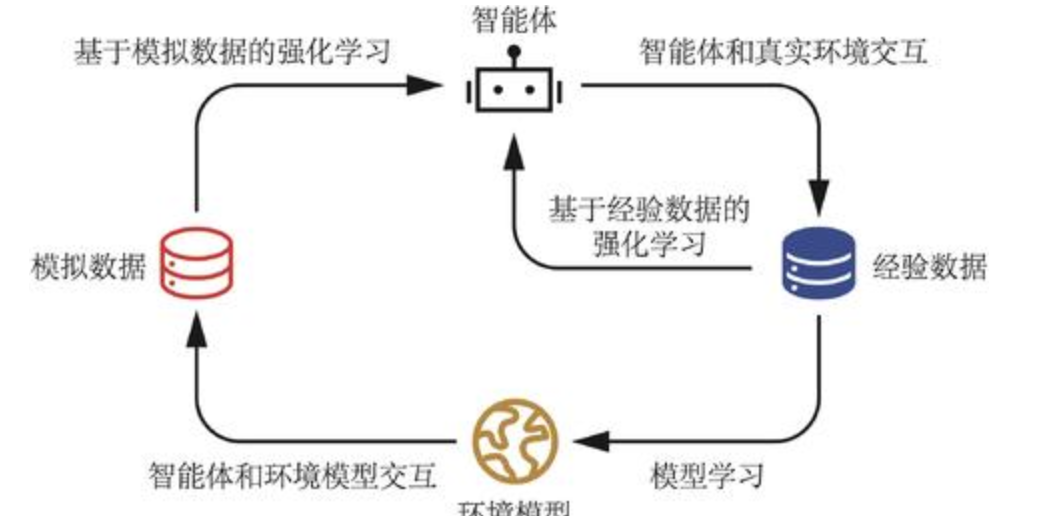 智能体
基于模拟数据的强化学习
智能体和真实环境交互
基于经验数据的
强化学习
模拟数据
经验数据
智能体和环境模型交互
模型学习
环境模型